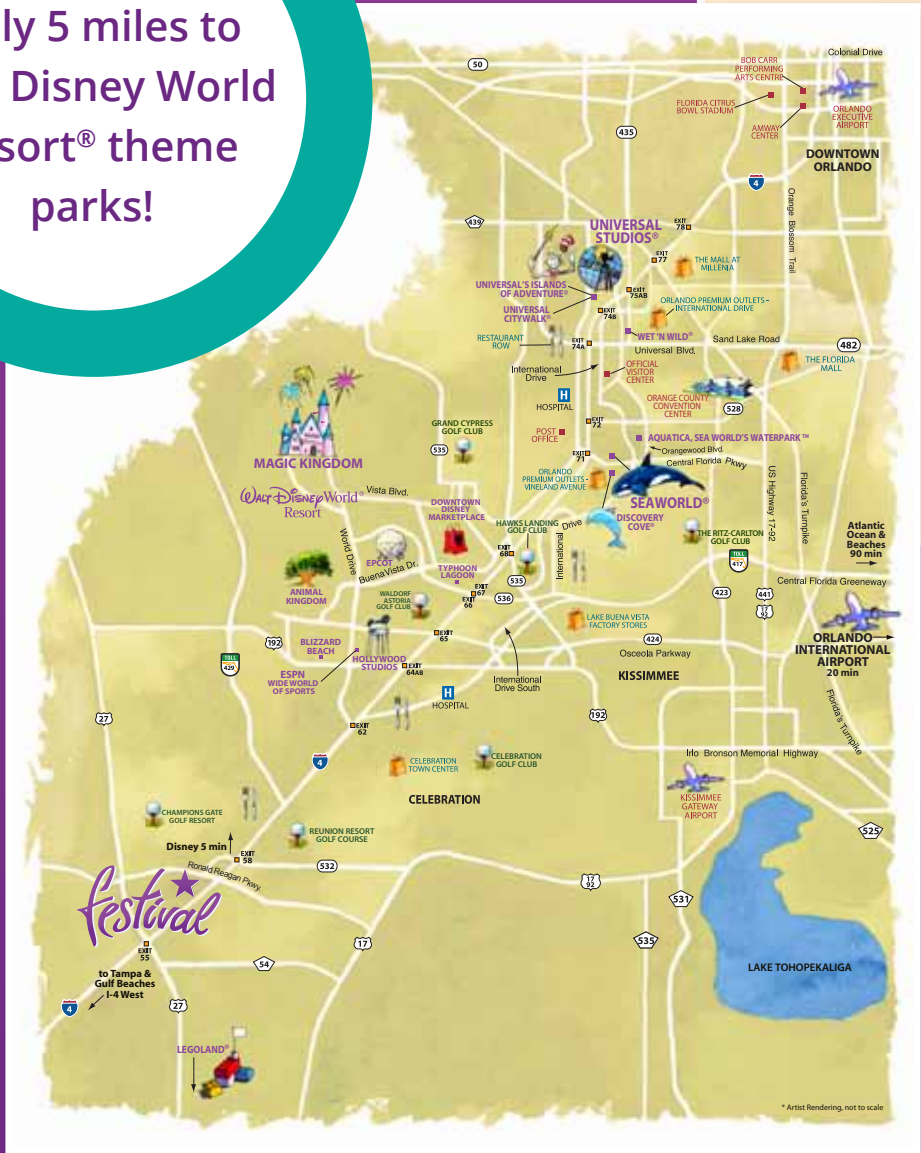 ly 5 miles to
Disney World
sort® theme
parks!
50
Colonial Drive
BOB CARR
PERFORMING
ARTS CENTRE
FLORIDA CITRUS
BOWL STADIUM
AMWAY
CENTER
ORLANDO
EXECUTIVE
AIRPORT
435
DOWNTOWN
ORLANDO
4
Orange Blossom Trail
439
UNIVERSAL
STUDIOS®
EXIT
78
EXIT
77
THE MALL AT
MILLENIA
UNIVERSAL'S ISLANDS
OF ADVENTURE®
EXIT
75AB
UNIVERSAL
CITYWALK®
EXIT
74B
ORLANDO PREMIUM OUTLETS –
INTERNATIONAL DRIVE
RESTAURANT
ROW
EXIT
74A
WET 'N WILD®
Universal Blvd.
Sand Lake Road
482
THE FLORIDA
MALL
International
Drive
OFFICIAL
VISITOR
CENTER
H
HOSPITAL
ORANGE COUNTY
CONVENTION
CENTER
528
MAGIC KINGDOM
GRAND CYPRESS
GOLF CLUB
535
POST
OFFICE
EXIT
72
AQUATICA, SEA WORLD'S WATERPARK™
Orangewood Blvd.
EXIT
71
Central Florida Pkwy
Walt Disney World®
Resort
Vista Blvd.
ORLANDO
PREMIUM OUTLETS -
VINELAND AVENUE
SEAWORLD®
US Highway 17-92
Florida's Turnpike
DOWNTOWN
DISNEY
MARKETPLACE
HAWKS LANDING
GOLF CLUB
International
Drive
DISCOVERY
COVE®
THE RITZ-CARLTON
GOLF CLUB
Atlantic
Ocean &
Beaches
90 min
World Drive
EPCOT
Buena Vista Dr.
EXIT
68
TYPHOON
LAGOON
535
TOLL
417
Central Florida Greeneway
ANIMAL
KINGDOM
WALDORF
ASTORIA
GOLF CLUB
EXIT
67
EXIT
66
536
423
441
17
92
LAKE BUENA VISTA
FACTORY STORES
ORLANDO
INTERNATIONAL
AIRPORT
20 min
192
BLIZZARD
BEACH
EXIT
65
424
Osceola Parkway
TOLL
429
HOLLYWOOD
STUDIOS
EXIT
64AB
ESPN
WIDE WORLD
OF SPORTS
International
Drive South
KISSIMMEE
H
HOSPITAL
27
192
Florida's Turnpike
EXIT
62
4
Irlo Bronson Memorial Highway
CELEBRATION
TOWN CENTER
CELEBRATION
GOLF CLUB
KISSIMMEE
GATEWAY
AIRPORT
CELEBRATION
CHAMPIONS GATE
GOLF RESORT
REUNION RESORT
GOLF COURSE
525
Disney 5 min
EXIT
58
532
Ronald Reagan Pkwy.
festival
17
92
531
EXIT
55
17
535
54
LAKE TOHOPEKALIGA
to Tampa &
Gulf Beaches
I-4 West
4
27
LEGOLAND®
* Artist Rendering, not to scale